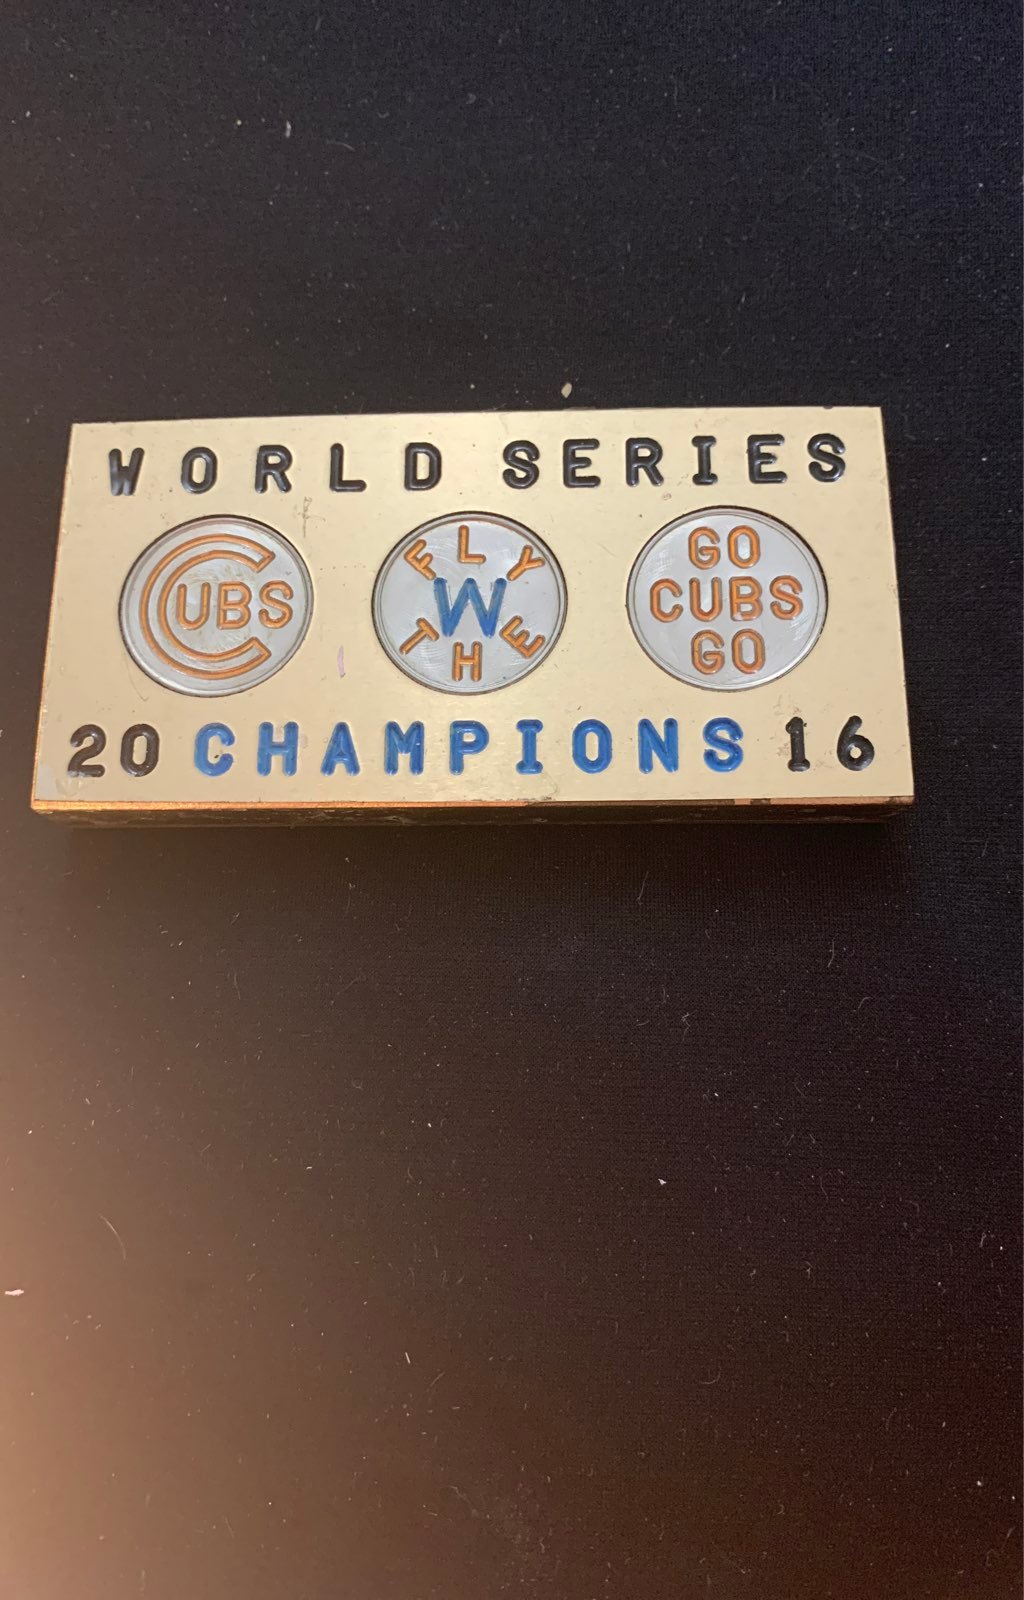 WORLD SERIES
CUBS
FLY
W
THE
GO
CUBS
GO
20 CHAMPIONS 16